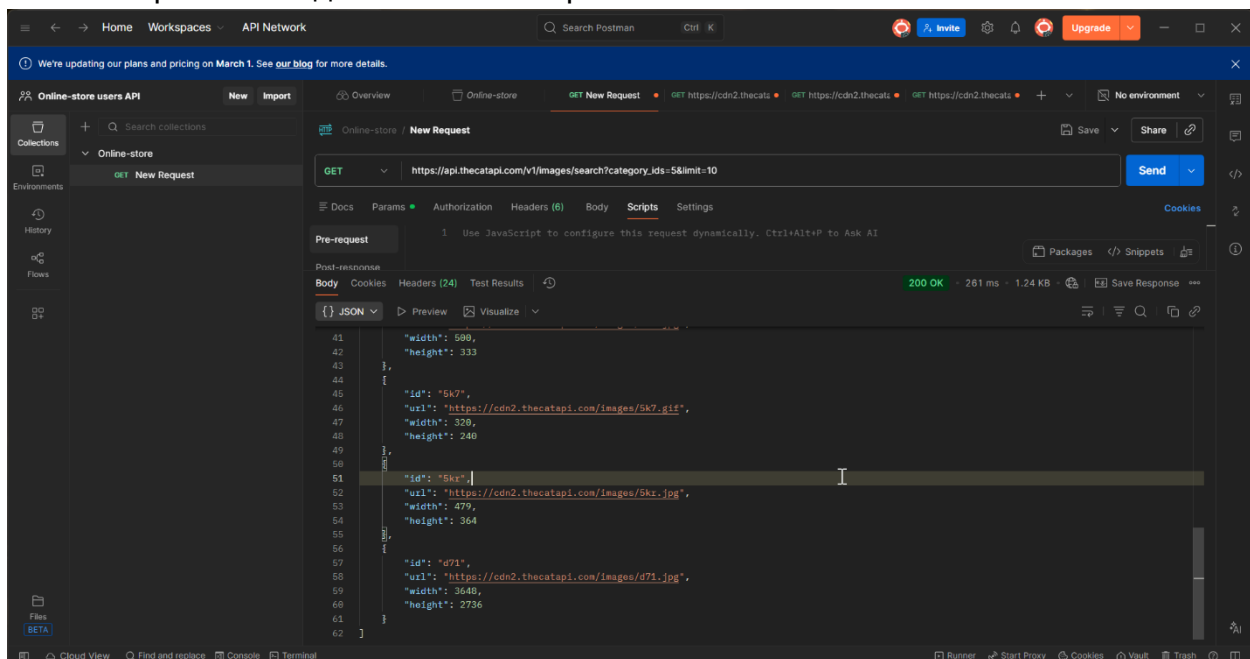 Home Workspaces API Network Search Postman Ctrl K Invite Upgrade
We're updating our plans and pricing on March 1. See our blog for more details.
Online-store users API New Import Overview Online-store GET New Request GET https://cdn2.thecata GET https://cdn2.thecata GET https://cdn2.thecata No environment
Collections Search collections Online-store / New Request Save Share
Online-store
GET New Request GET https://api.thecatapi.com/v1/images/search?category_ids=5&limit=10 Send
Environments
Docs Params Authorization Headers (6) Body Scripts Settings Cookies
History
Pre-request 1 Use JavaScript to configure this request dynamically. Ctrl+Alt+P to Ask AI
Packages </> Snippets
Flows Post-response
Body Cookies Headers (24) Test Results 200 OK 261 ms 1.24 KB Save Response
{} JSON Preview Visualize
41 "width": 500,
42 "height": 333
43 },
44 {
45 "id": "5k7",
46 "url": "https://cdn2.thecatapi.com/images/5k7.gif",
47 "width": 320,
48 "height": 240
49 },
50 {
51 "id": "5kr",
52 "url": "https://cdn2.thecatapi.com/images/5kr.jpg",
53 "width": 479,
54 "height": 364
55 },
56 {
57 "id": "d71",
58 "url": "https://cdn2.thecatapi.com/images/d71.jpg",
59 "width": 3648,
60 "height": 2736
61 }
62 ]
Files
BETA
AI
Cloud View Find and replace Console Terminal Runner Start Proxy Cookies Vault Trash